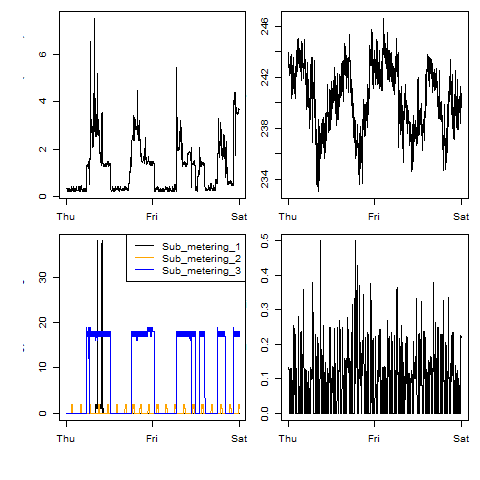 0 2 4 6
Thu Fri Sat
234 238 242 246
Thu Fri Sat
0 10 20 30
Sub_metering_1
Sub_metering_2
Sub_metering_3
Thu Fri Sat
0.0 0.1 0.2 0.3 0.4 0.5
Thu Fri Sat